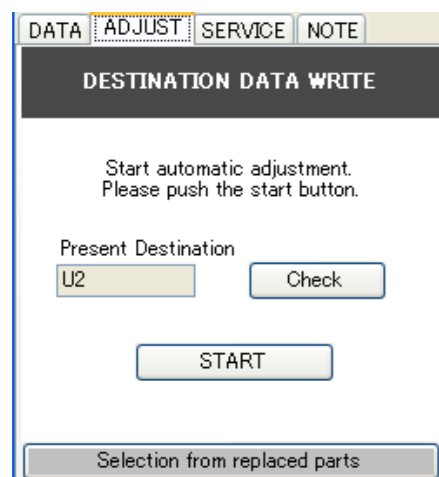 DATA ADJUST SERVICE NOTE
DESTINATION DATA WRITE
Start automatic adjustment.
Please push the start button.
Present Destination
U2 Check
START
Selection from replaced parts